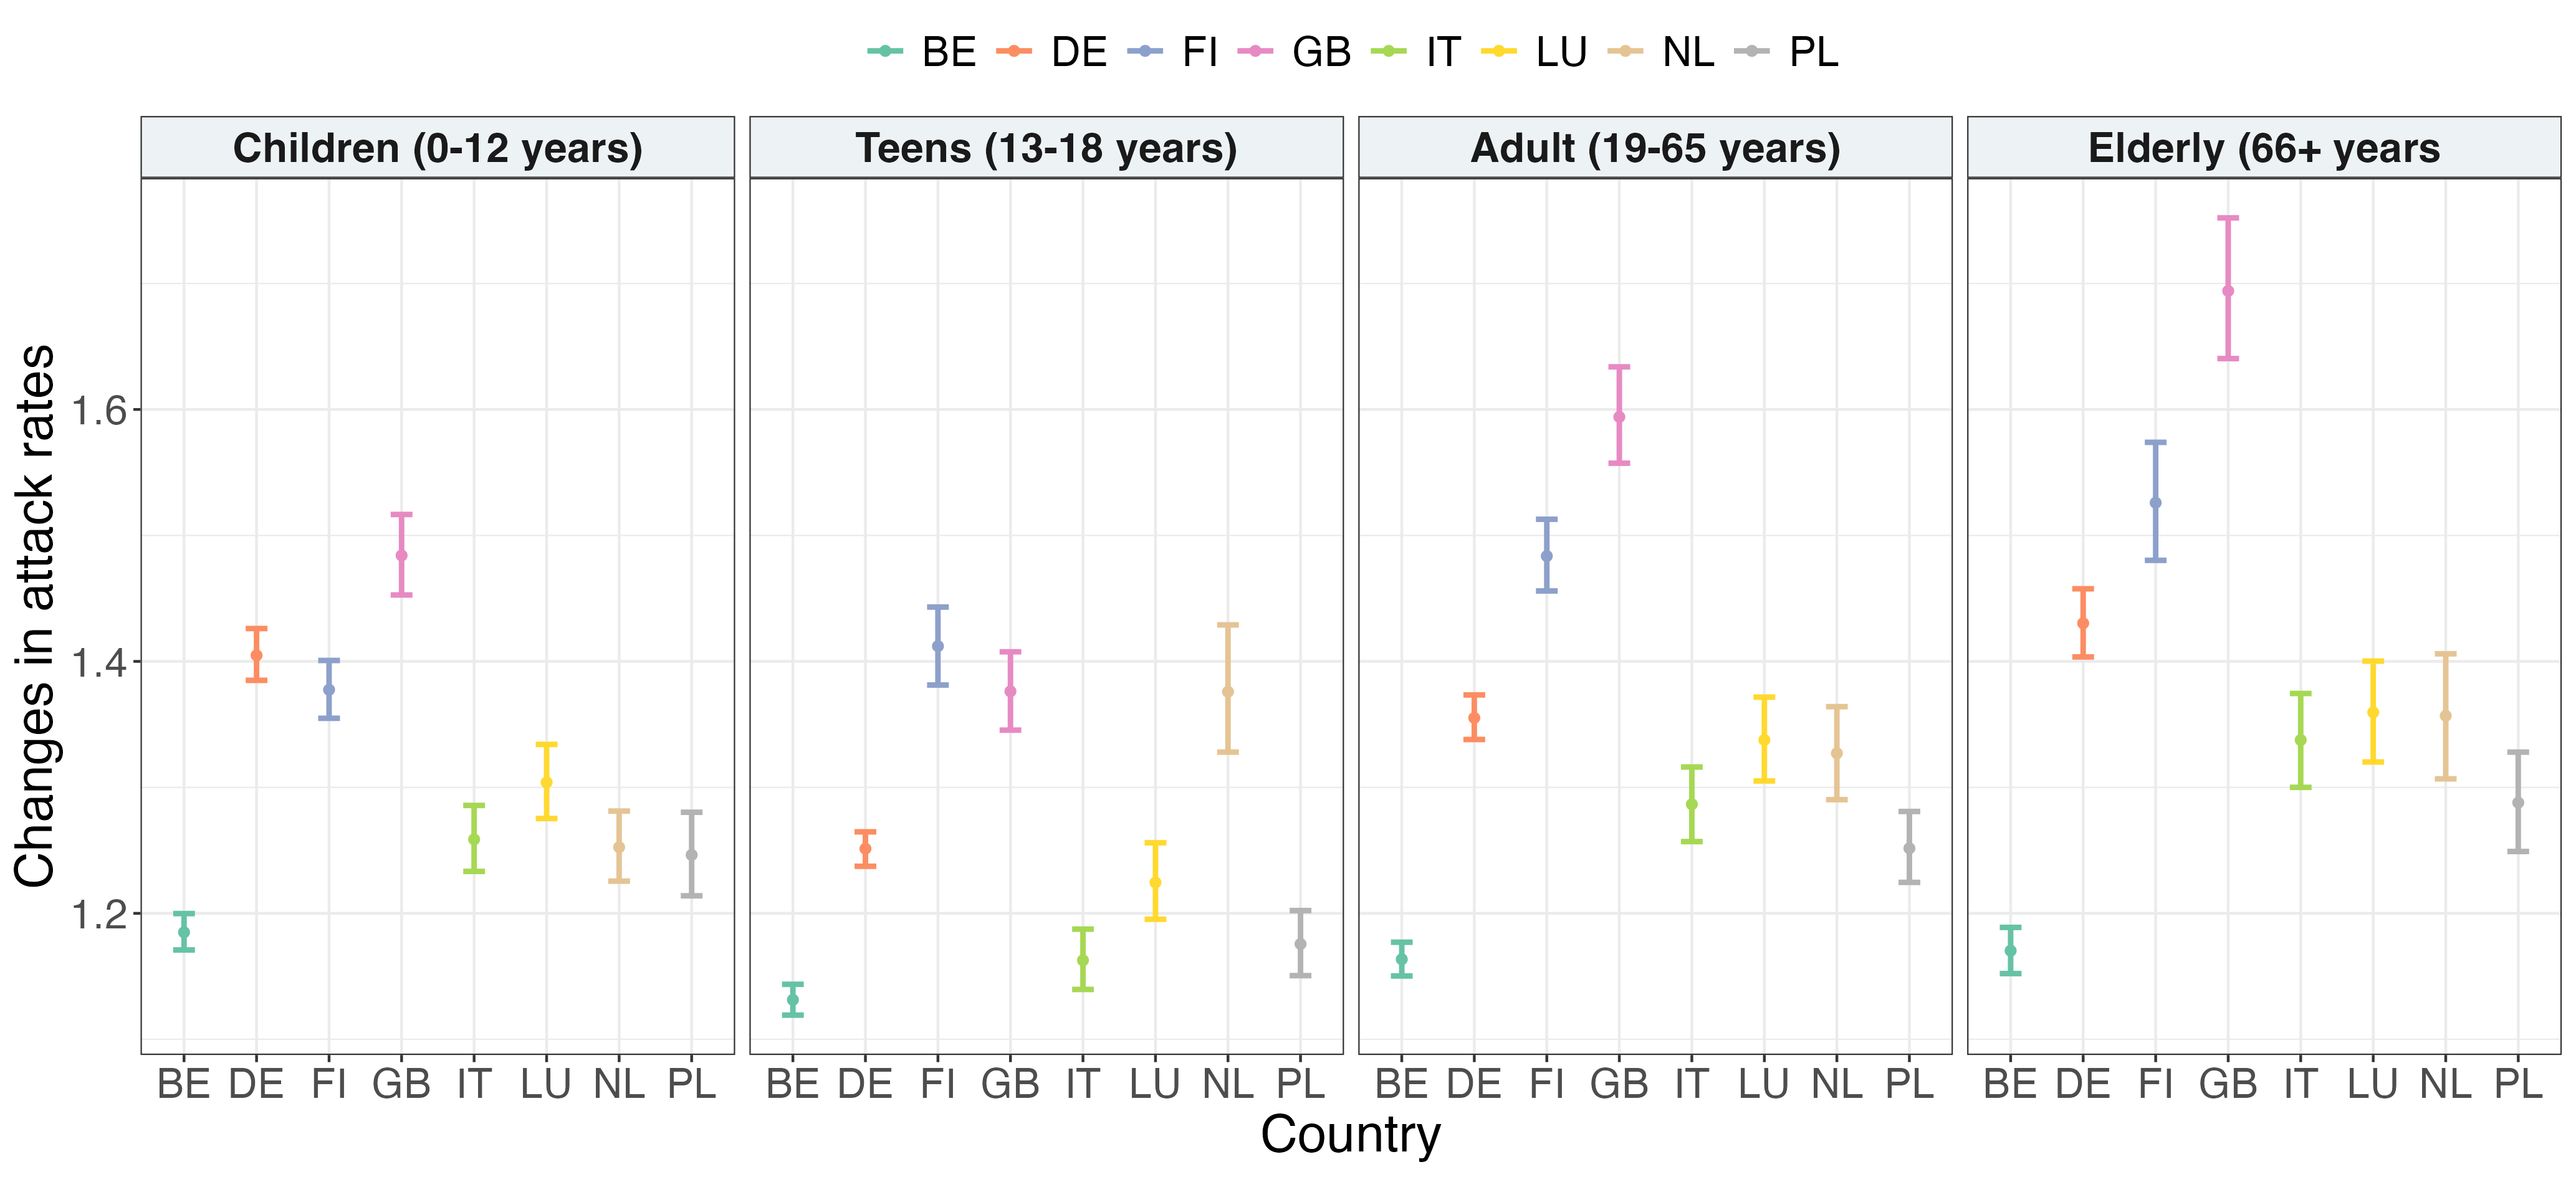 BE DE FI GB IT LU NL PL
Children (0-12 years) Teens (13-18 years) Adult (19-65 years) Elderly (66+ years
Changes in attack rates
1.6
1.4
1.2
BE DE FI GB IT LU NL PL BE DE FI GB IT LU NL PL BE DE FI GB IT LU NL PL BE DE FI GB IT LU NL PL
Country